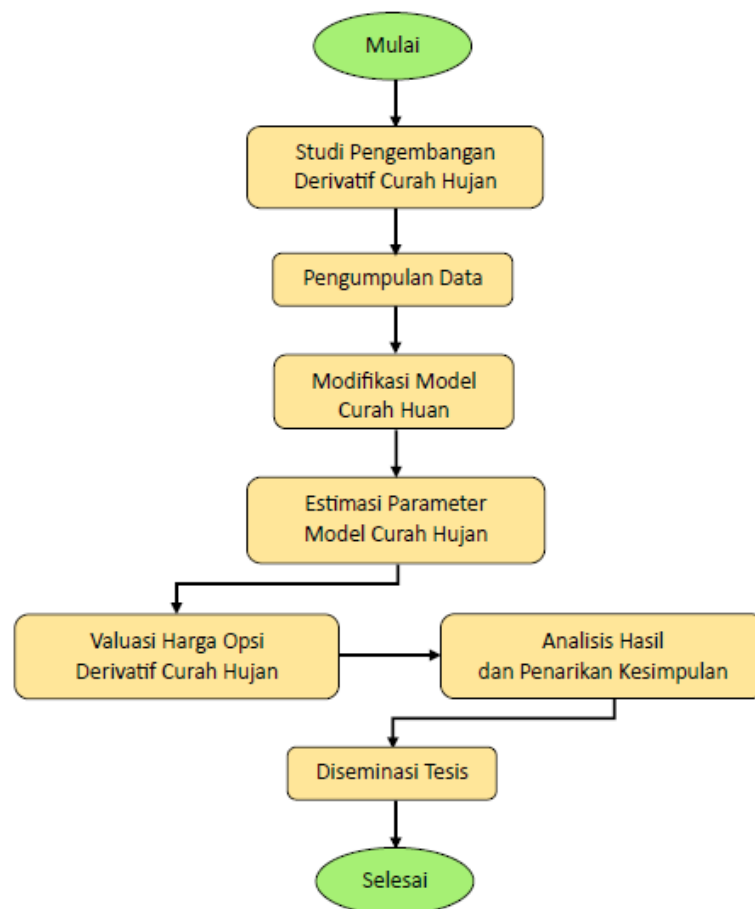 Mulai
Studi Pengembangan
Derivatif Curah Hujan
Pengumpulan Data
Modifikasi Model
Curah Huan
Estimasi Parameter
Model Curah Hujan
Valuasi Harga Opsi
Derivatif Curah Hujan
Analisis Hasil
dan Penarikan Kesimpulan
Diseminasi Tesis
Selesai